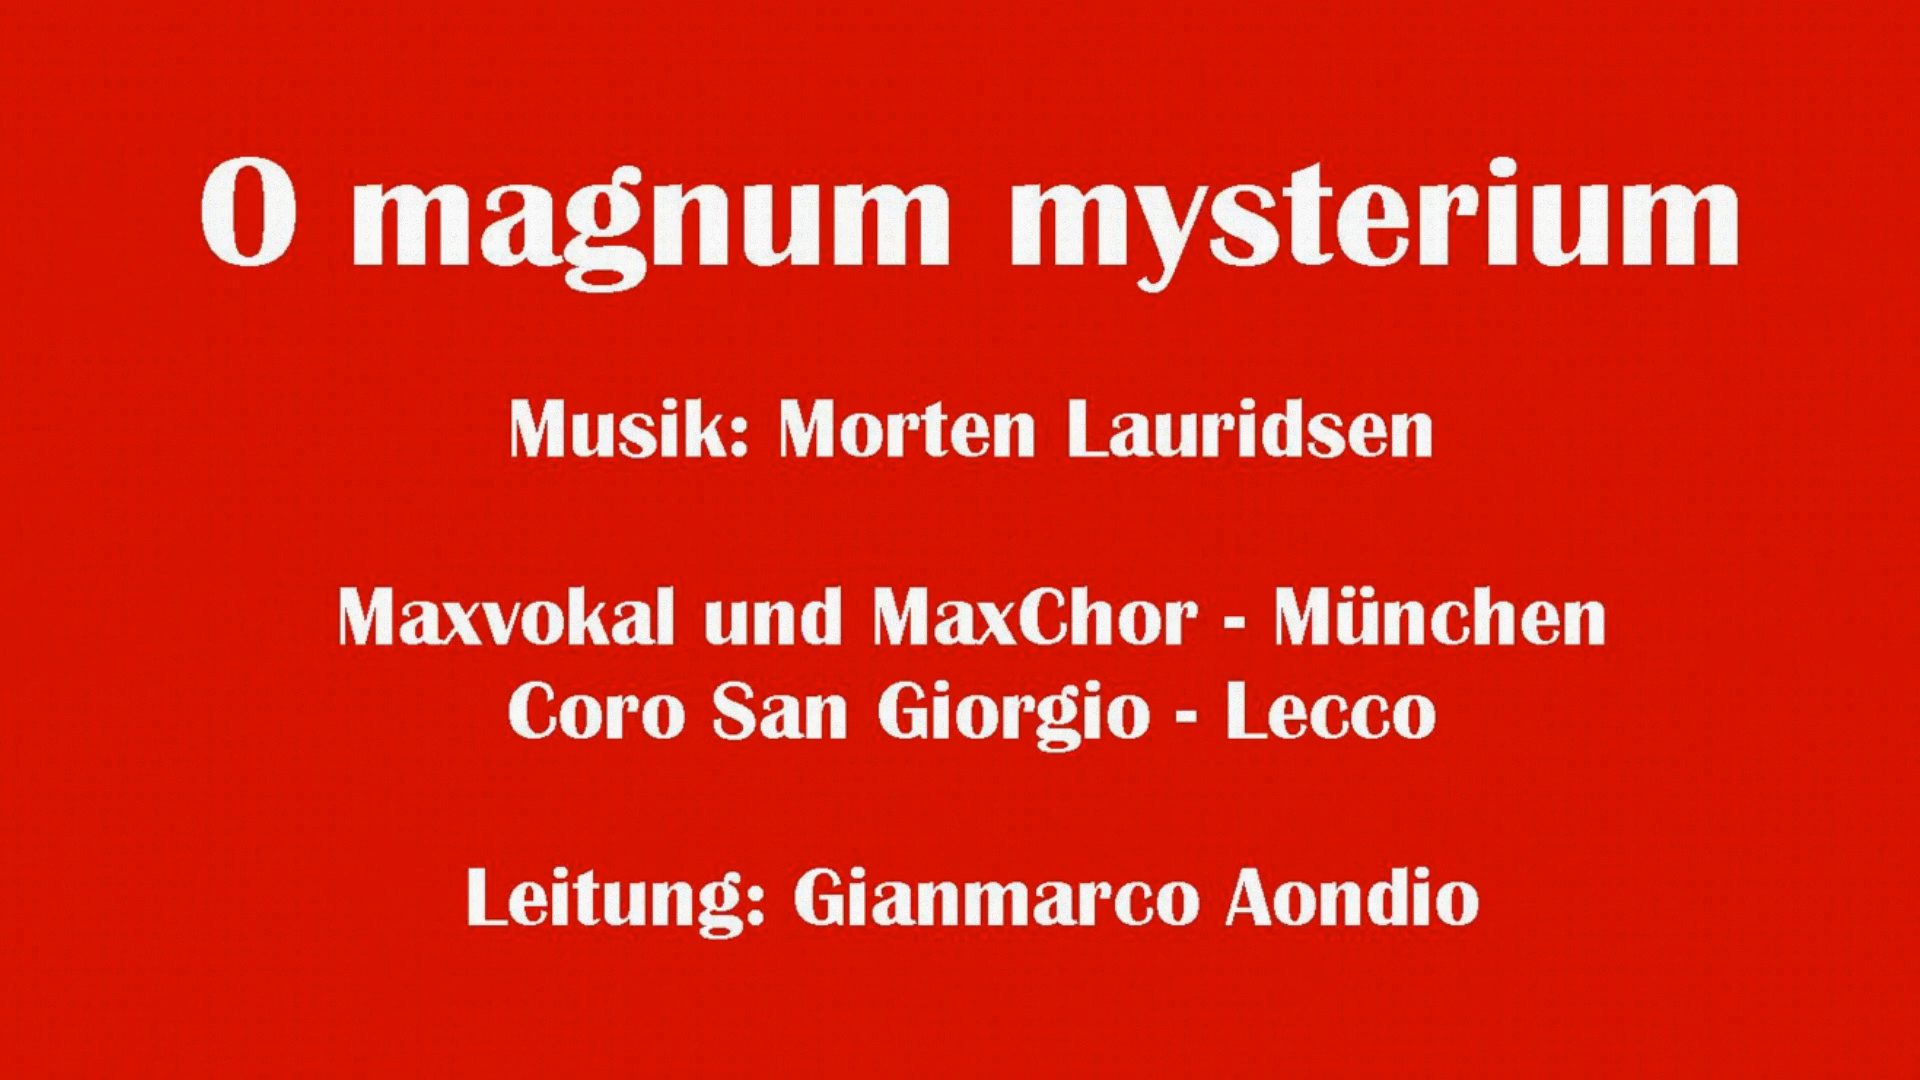 O magnum mysterium
Musik: Morten Lauridsen
Maxvokal und MaxChor - München
Coro San Giorgio - Lecco
Leitung: Gianmarco Aondio